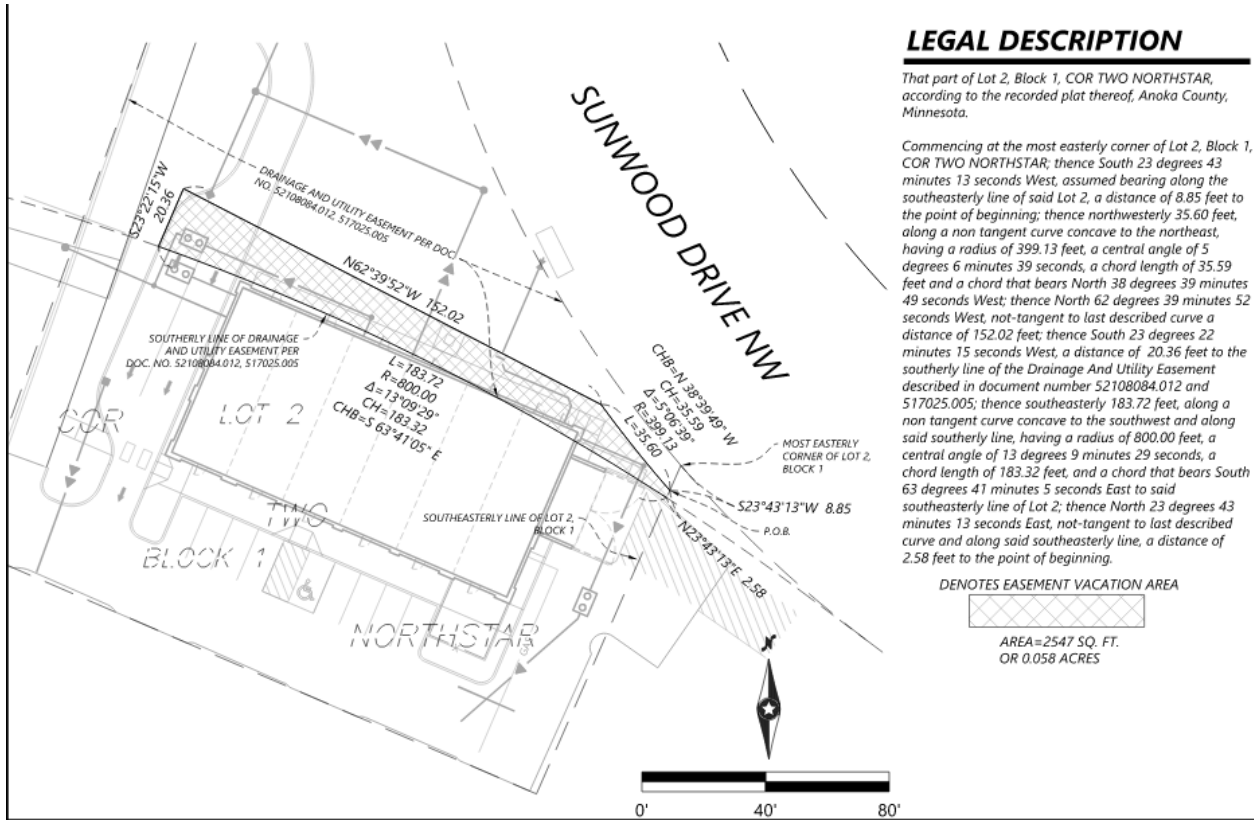 LEGAL DESCRIPTION
That part of Lot 2, Block 1, COR TWO NORTHSTAR,
according to the recorded plat thereof, Anoka County,
Minnesota.
Commencing at the most easterly corner of Lot 2, Block 1,
COR TWO NORTHSTAR; thence South 23 degrees 43
minutes 13 seconds West, assumed bearing along the
southeasterly line of said Lot 2, a distance of 8.85 feet to
the point of beginning; thence northwesterly 35.60 feet,
along a non tangent curve concave to the northeast,
having a radius of 399.13 feet, a central angle of 5
degrees 6 minutes 39 seconds, a chord length of 35.59
feet and a chord that bears North 38 degrees 39 minutes
49 seconds West; thence North 62 degrees 39 minutes 52
seconds West, not-tangent to last described curve a
distance of 152.02 feet; thence South 23 degrees 22
minutes 15 seconds West, a distance of 20.36 feet to the
southerly line of the Drainage And Utility Easement
described in document number 52108084.012 and
517025.005; thence southeasterly 183.72 feet, along a
non tangent curve concave to the southwest and along
said southerly line, having a radius of 800.00 feet, a
central angle of 13 degrees 9 minutes 29 seconds, a
chord length of 183.32 feet, and a chord that bears South
63 degrees 41 minutes 5 seconds East to said
southeasterly line of Lot 2; thence North 23 degrees 43
minutes 13 seconds East, not-tangent to last described
curve and along said southeasterly line, a distance of
2.58 feet to the point of beginning.
DENOTES EASEMENT VACATION AREA
AREA=2547 SQ. FT.
OR 0.058 ACRES
SUNWOOD DRIVE NW
DRAINAGE AND UTILITY EASEMENT PER DOC.
NO. 52108084.012, 517025.005
S23°22'15"W
20.36
N62°39'52"W 152.02
SOUTHERLY LINE OF DRAINAGE
AND UTILITY EASEMENT PER
DOC. NO. 52108084.012, 517025.005
L=183.72
R=800.00
Δ=13°09'29"
CH=183.32
CHB=S 63°41'05" E
CHB=N 38°39'49" W
CH=35.59
Δ=5°06'39"
R=399.13
L=35.60
MOST EASTERLY
CORNER OF LOT 2,
BLOCK 1
S23°43'13"W 8.85
P.O.B.
N23°43'13"E 2.58
SOUTHEASTERLY LINE OF LOT 2,
BLOCK 1
COR
LOT 2
TWO
BLOCK 1
NORTHSTAR
GAS
N
0' 40' 80'